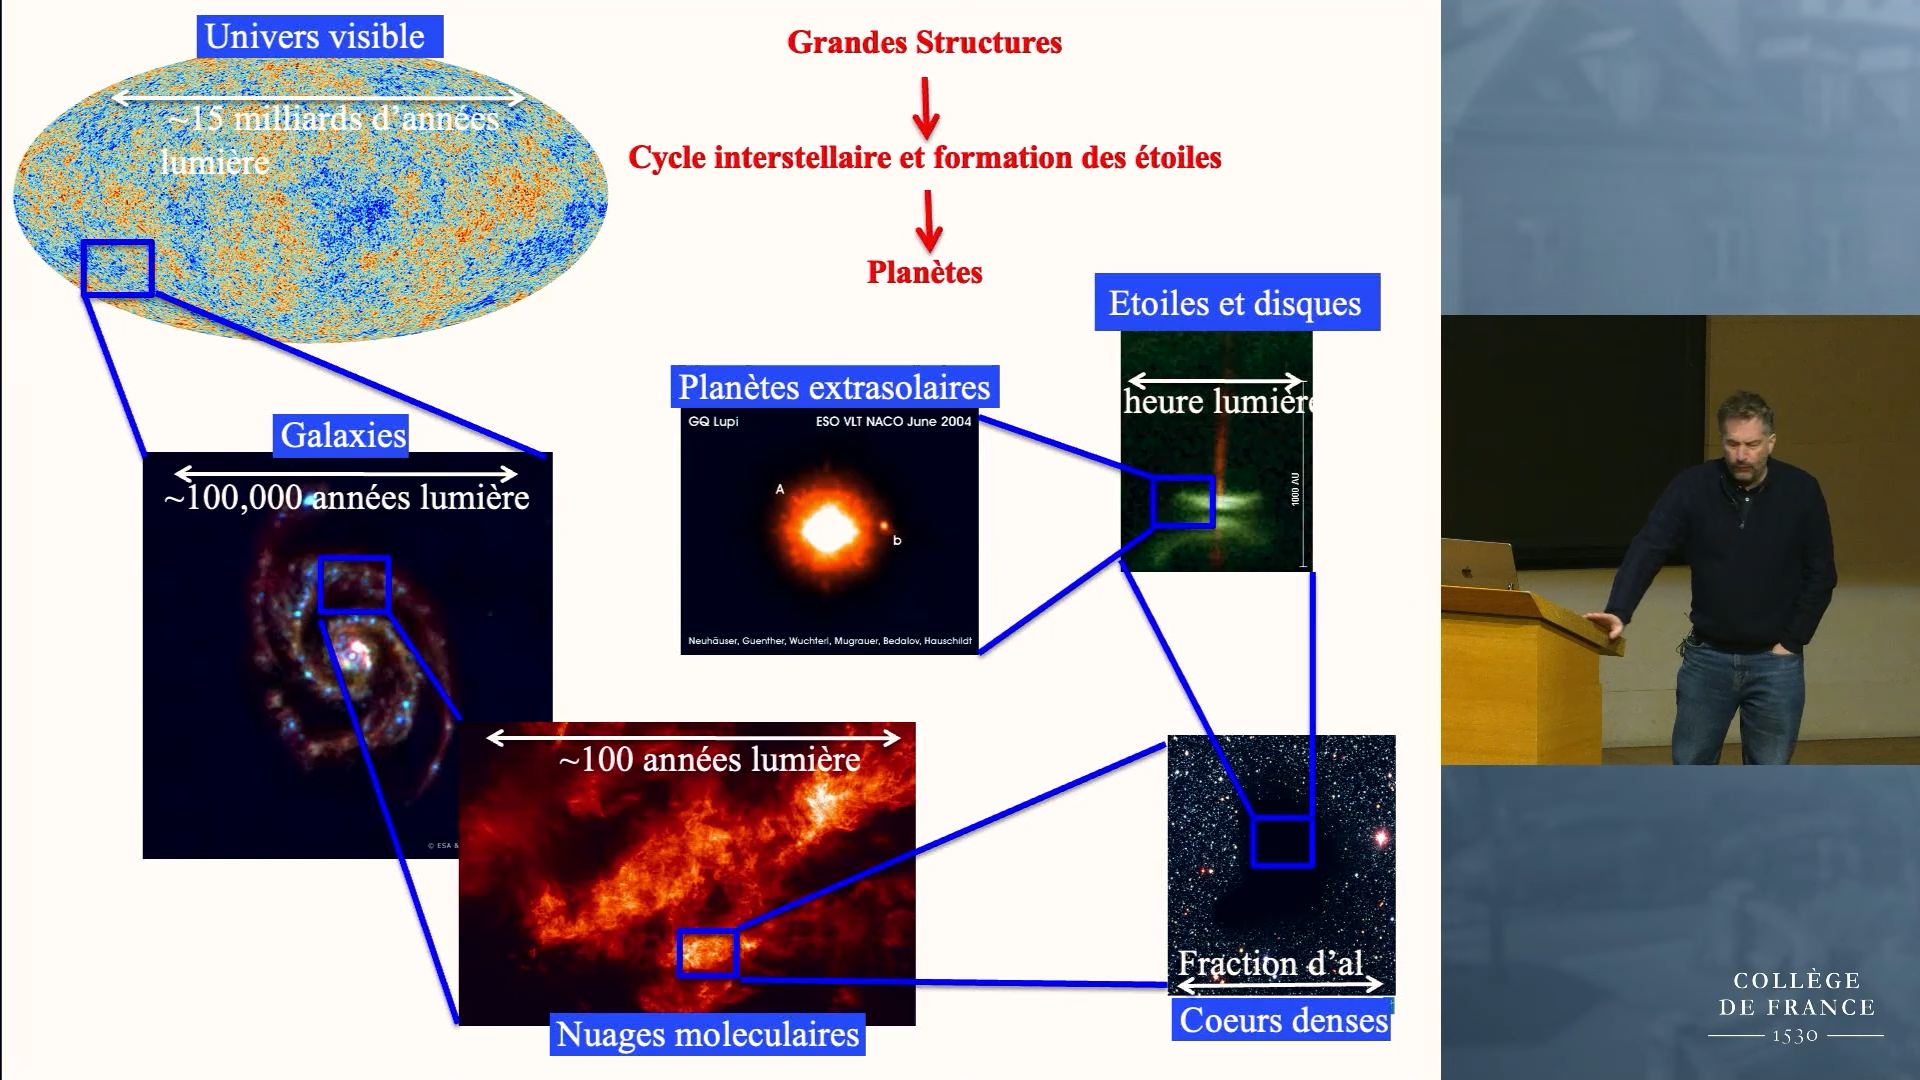 Univers visible
~15 milliards d’années
lumière
Grandes Structures
Cycle interstellaire et formation des étoiles
Planètes
Etoiles et disques
heure lumière
1000 AU
Planètes extrasolaires
GQ Lupi
ESO VLT NACO June 2004
A
b
Neuhäuser, Guenther, Wuchterl, Mugrauer, Bedalov, Hauschildt
Galaxies
~100,000 années lumière
© ESA &
~100 années lumière
Nuages moleculaires
Fraction d’al
Coeurs denses
COLLÈGE
DE FRANCE
1530